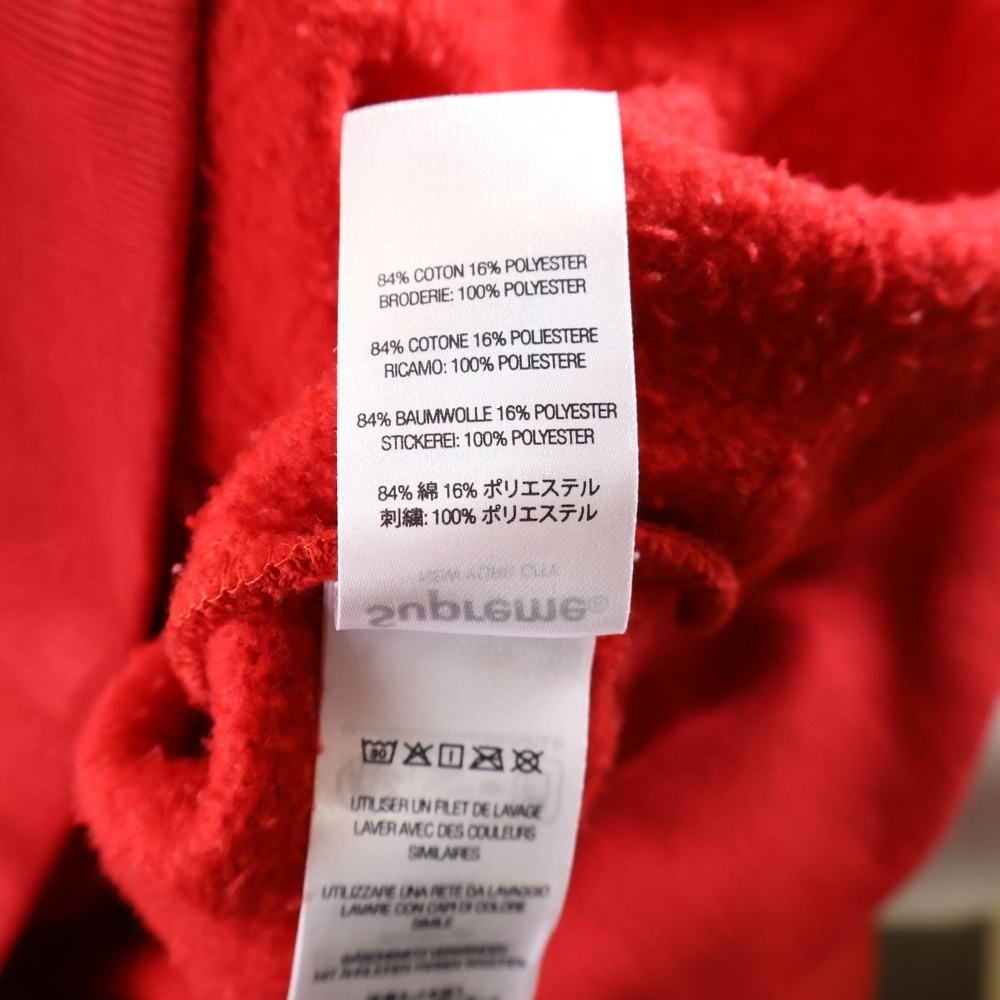 84% COTON 16% POLYESTER
BRODERIE: 100% POLYESTER
84% COTONE 16% POLIESTERE
RICAMO: 100% POLIESTERE
84% BAUMWOLLE 16% POLYESTER
STICKEREI: 100% POLYESTER
84% 綿 16% ポリエステル
刺繍: 100% ポリエステル
NEW YORK CITY
Supreme®
UTILISER UN FILET DE LAVAGE
LAVER AVEC DES COULEURS
SIMILAIRES
UTILIZZARE UNA RETE DA LAVAGGIO
LAVARE CON CAPI DI COLORE
SIMILE